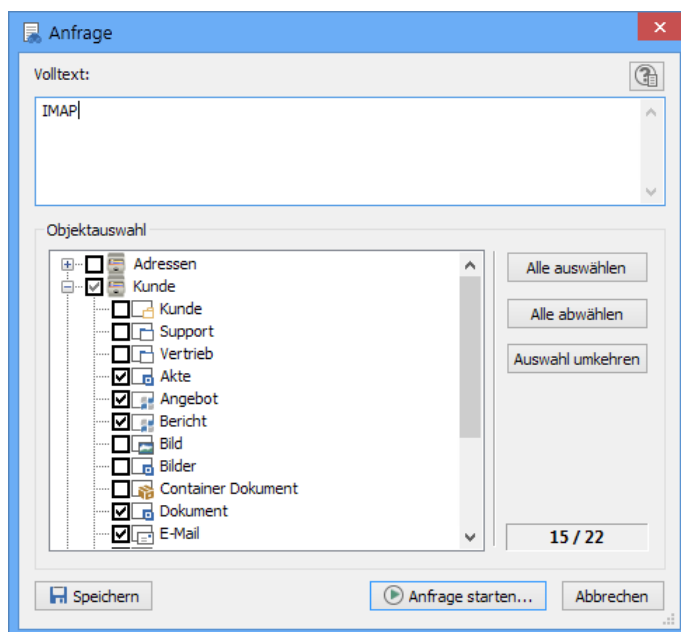 Anfrage
Volltext:
IMAP
Objektauswahl
Adressen
Kunde
Kunde
Support
Vertrieb
Akte
Angebot
Bericht
Bild
Bilder
Container Dokument
Dokument
E-Mail
Alle auswählen
Alle abwählen
Auswahl umkehren
15 / 22
Speichern
Anfrage starten...
Abbrechen